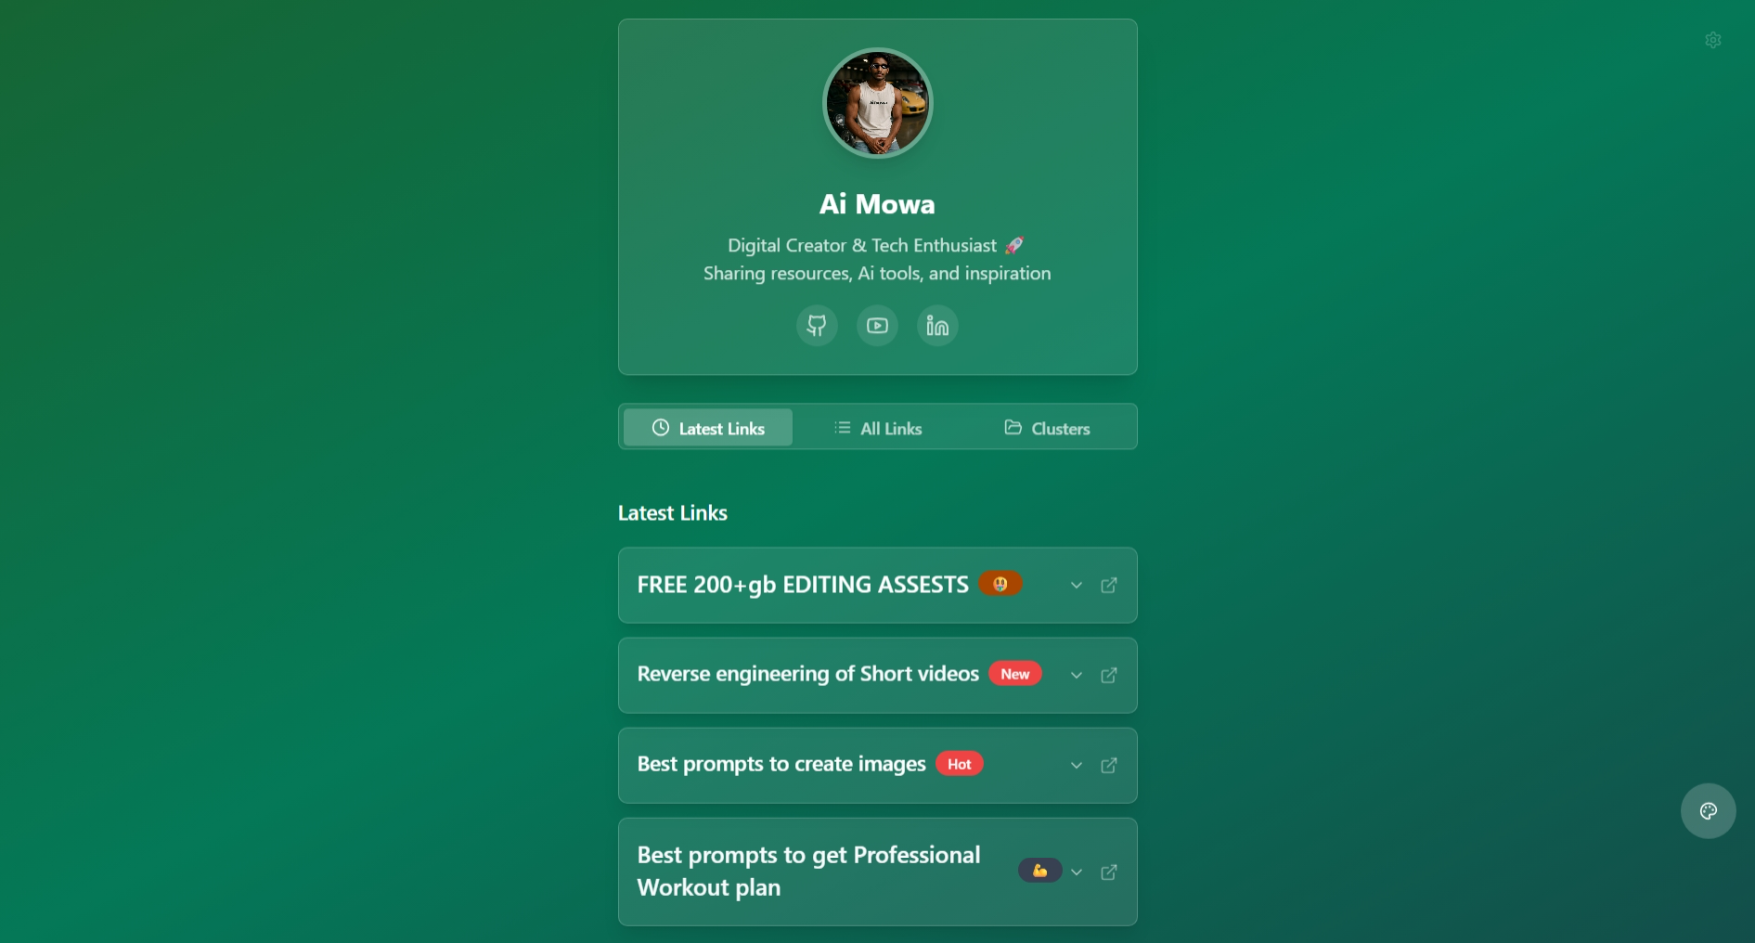 Ai Mowa
Digital Creator & Tech Enthusiast 🚀
Sharing resources, Ai tools, and inspiration
Latest Links
All Links
Clusters
Latest Links
FREE 200+gb EDITING ASSESTS
Reverse engineering of Short videos New
Best prompts to create images Hot
Best prompts to get Professional
Workout plan 💪